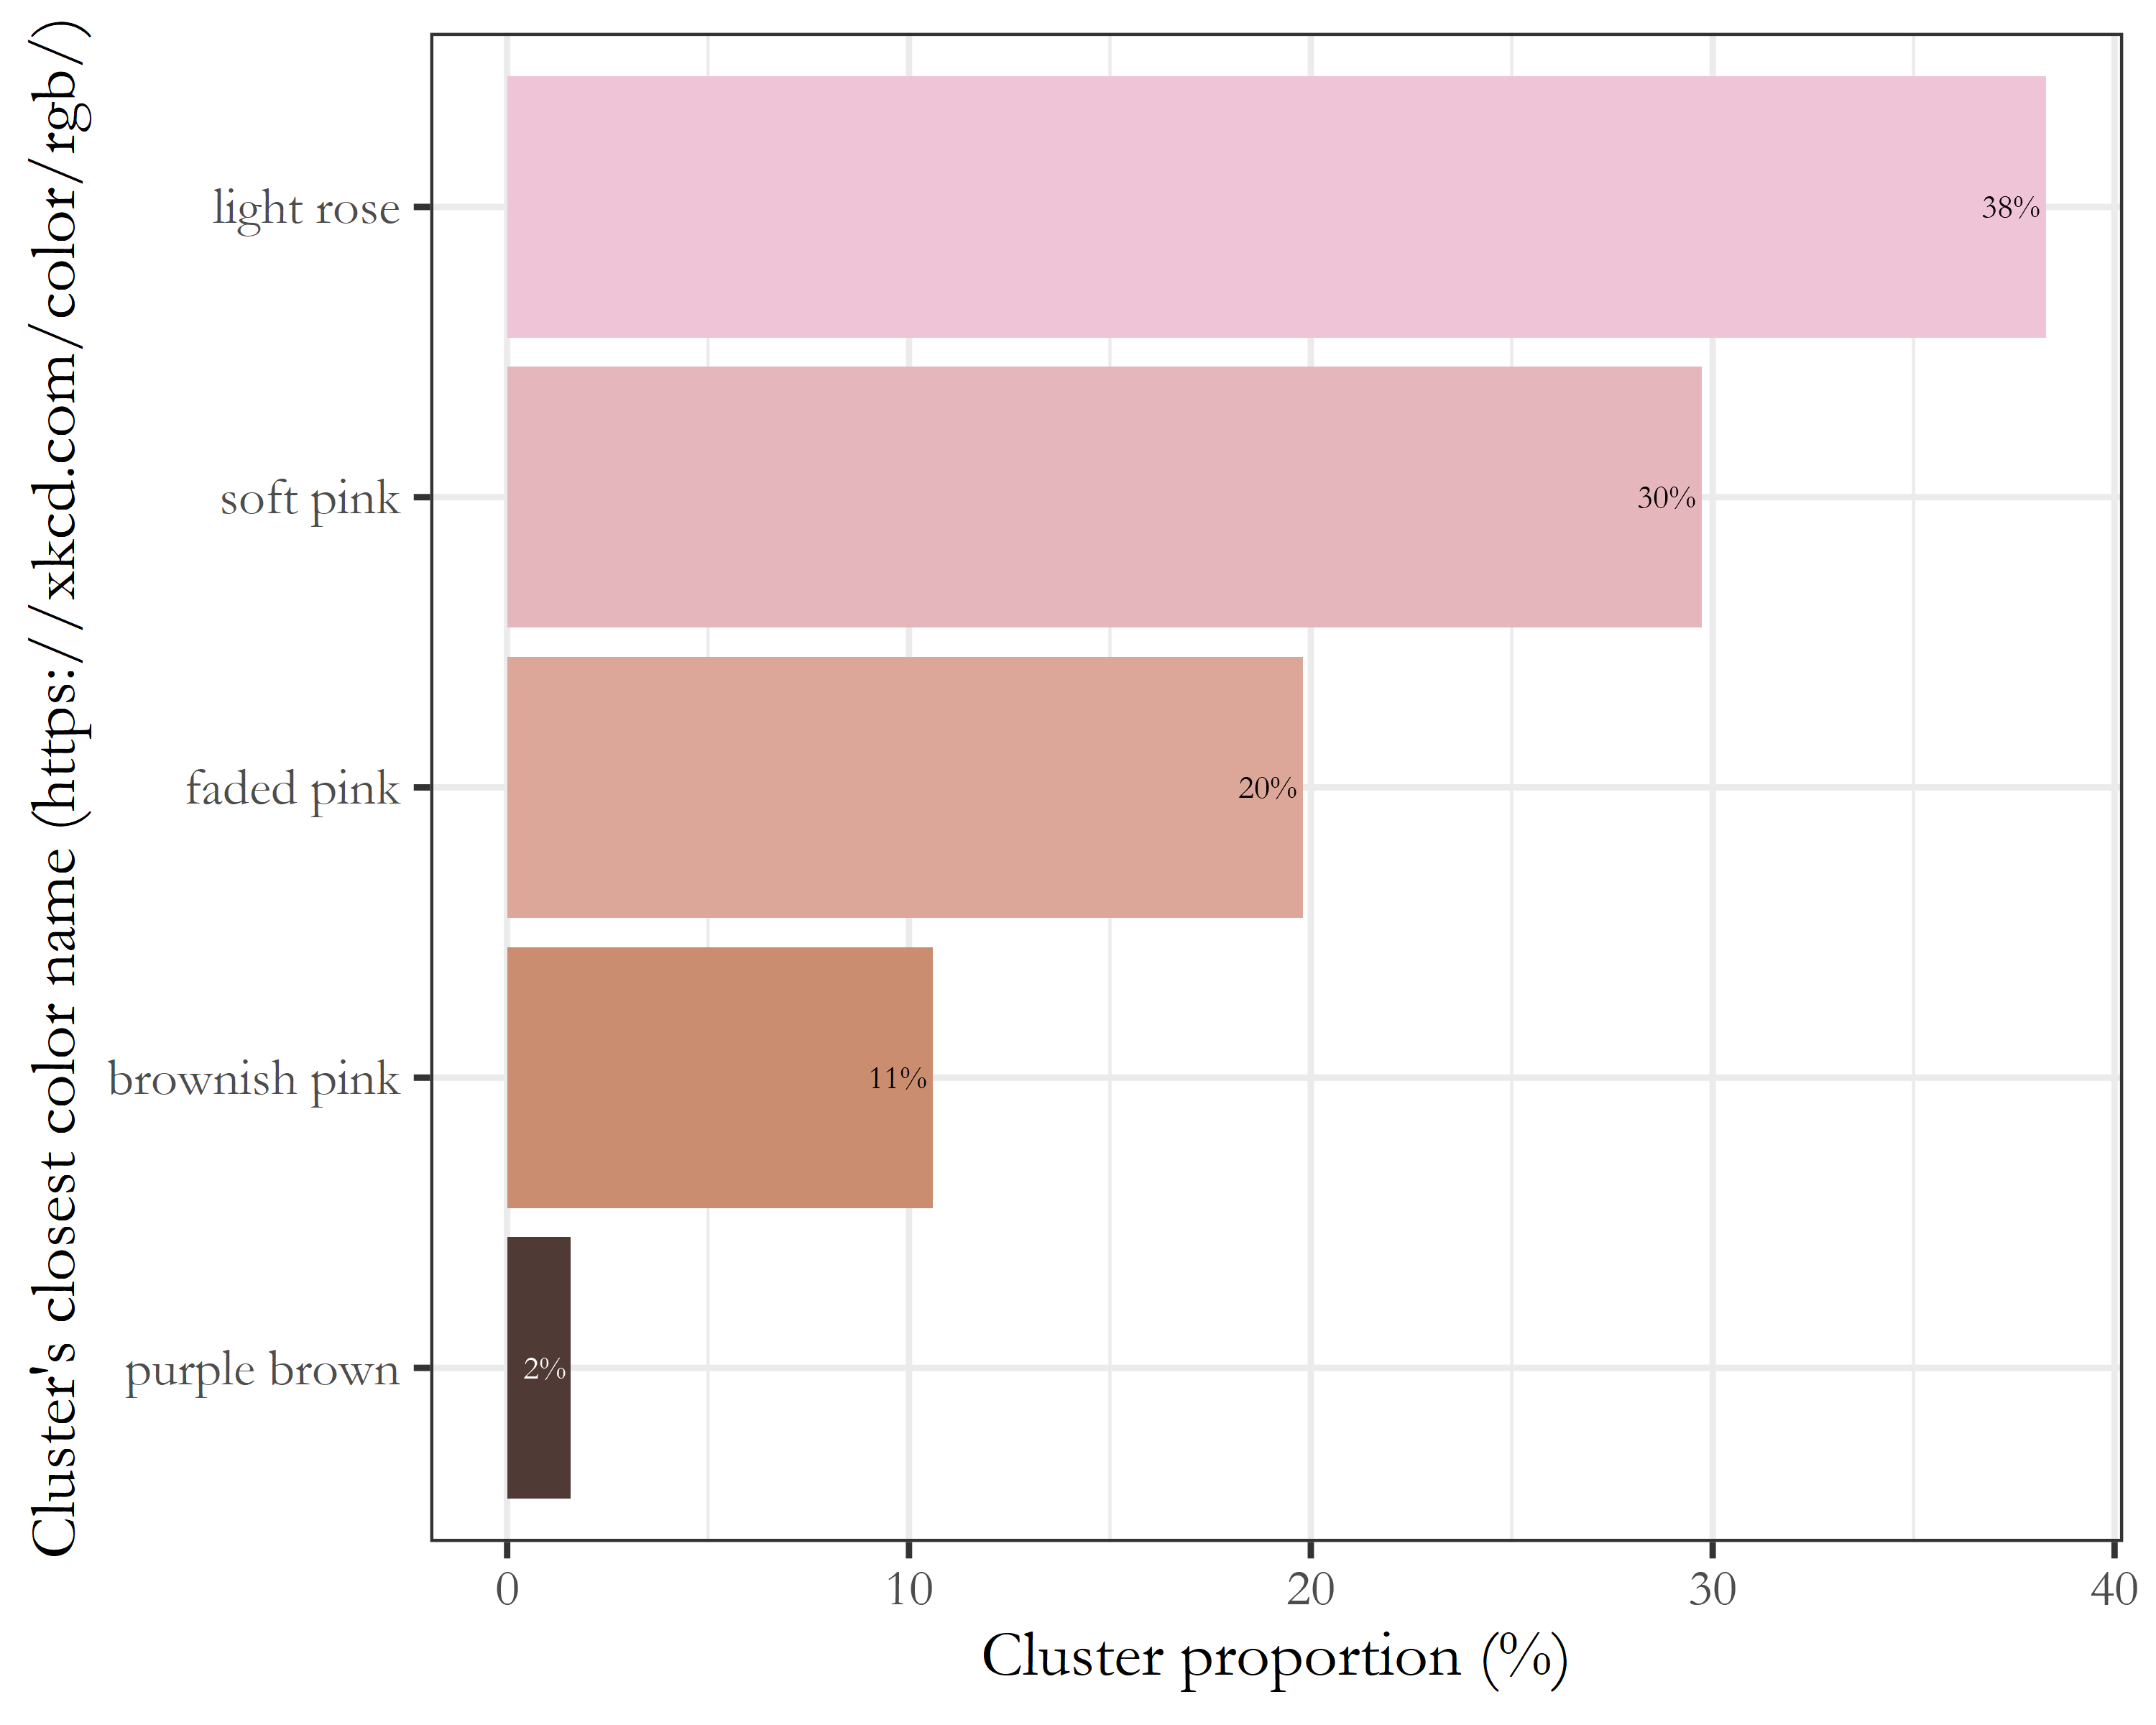 Cluster's closest color name (https://xkcd.com/color/rgb/)
light rose
38%
soft pink
30%
faded pink
20%
brownish pink
11%
purple brown
2%
0 10 20 30 40
Cluster proportion (%)